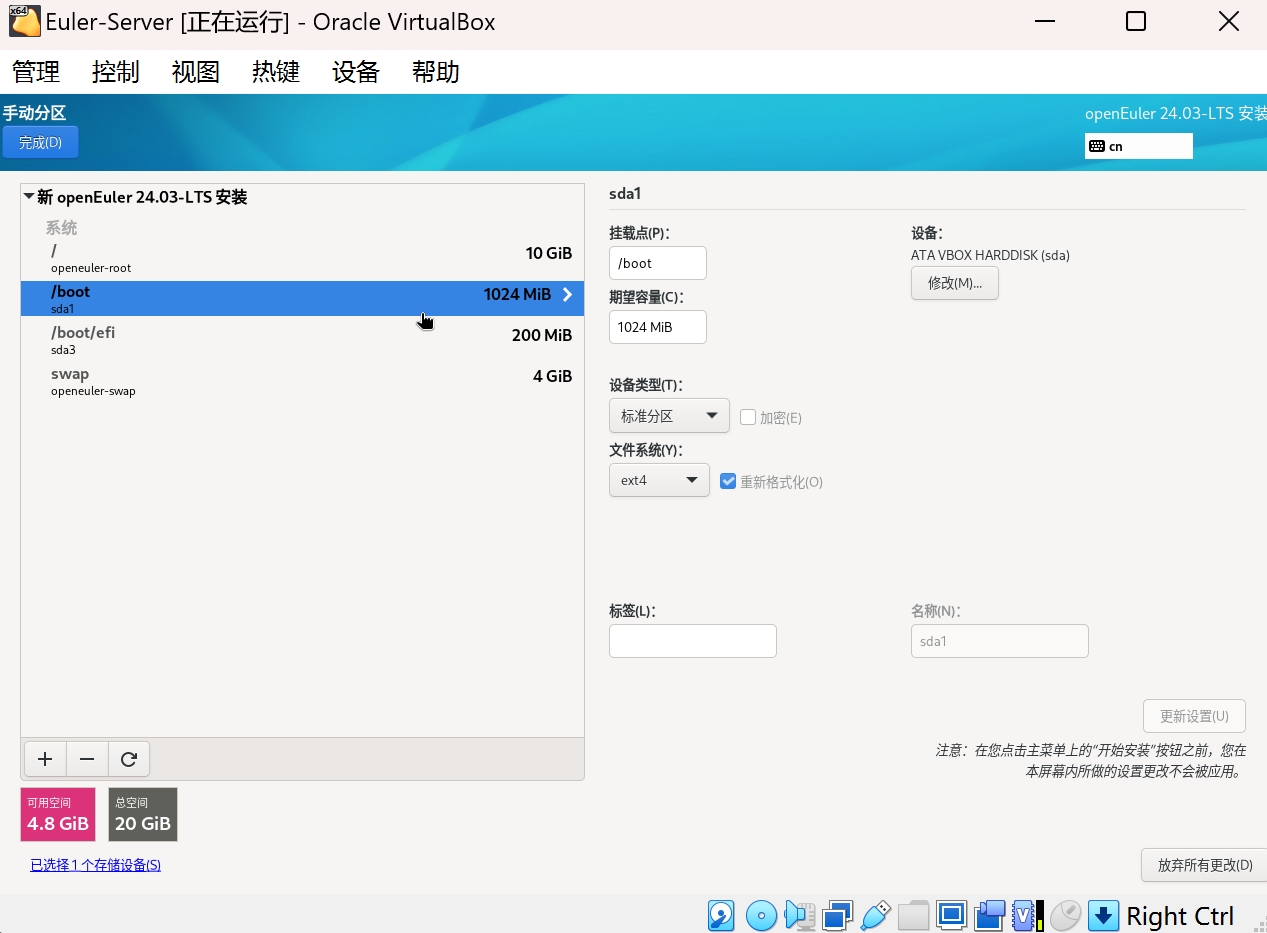 x64
Euler-Server [正在运行] - Oracle VirtualBox
管理 控制 视图 热键 设备 帮助
手动分区
完成(D)
openEuler 24.03-LTS 安装
cn
新 openEuler 24.03-LTS 安装
系统
/
10 GiB
openeuler-root
/boot
1024 MiB
sda1
/boot/efi
200 MiB
sda3
swap
4 GiB
openeuler-swap
可用空间
4.8 GiB
总空间
20 GiB
已选择 1 个存储设备(S)
sda1
挂载点(P)：
/boot
期望容量(C)：
1024 MiB
设备：
ATA VBOX HARDDISK (sda)
修改(M)...
设备类型(T)：
标准分区
加密(E)
文件系统(Y)：
ext4
重新格式化(O)
标签(L)：
名称(N)：
sda1
更新设置(U)
注意：在您点击主菜单上的“开始安装”按钮之前，您在
本屏幕内所做的设置更改不会被应用。
放弃所有更改(D)
Right Ctrl